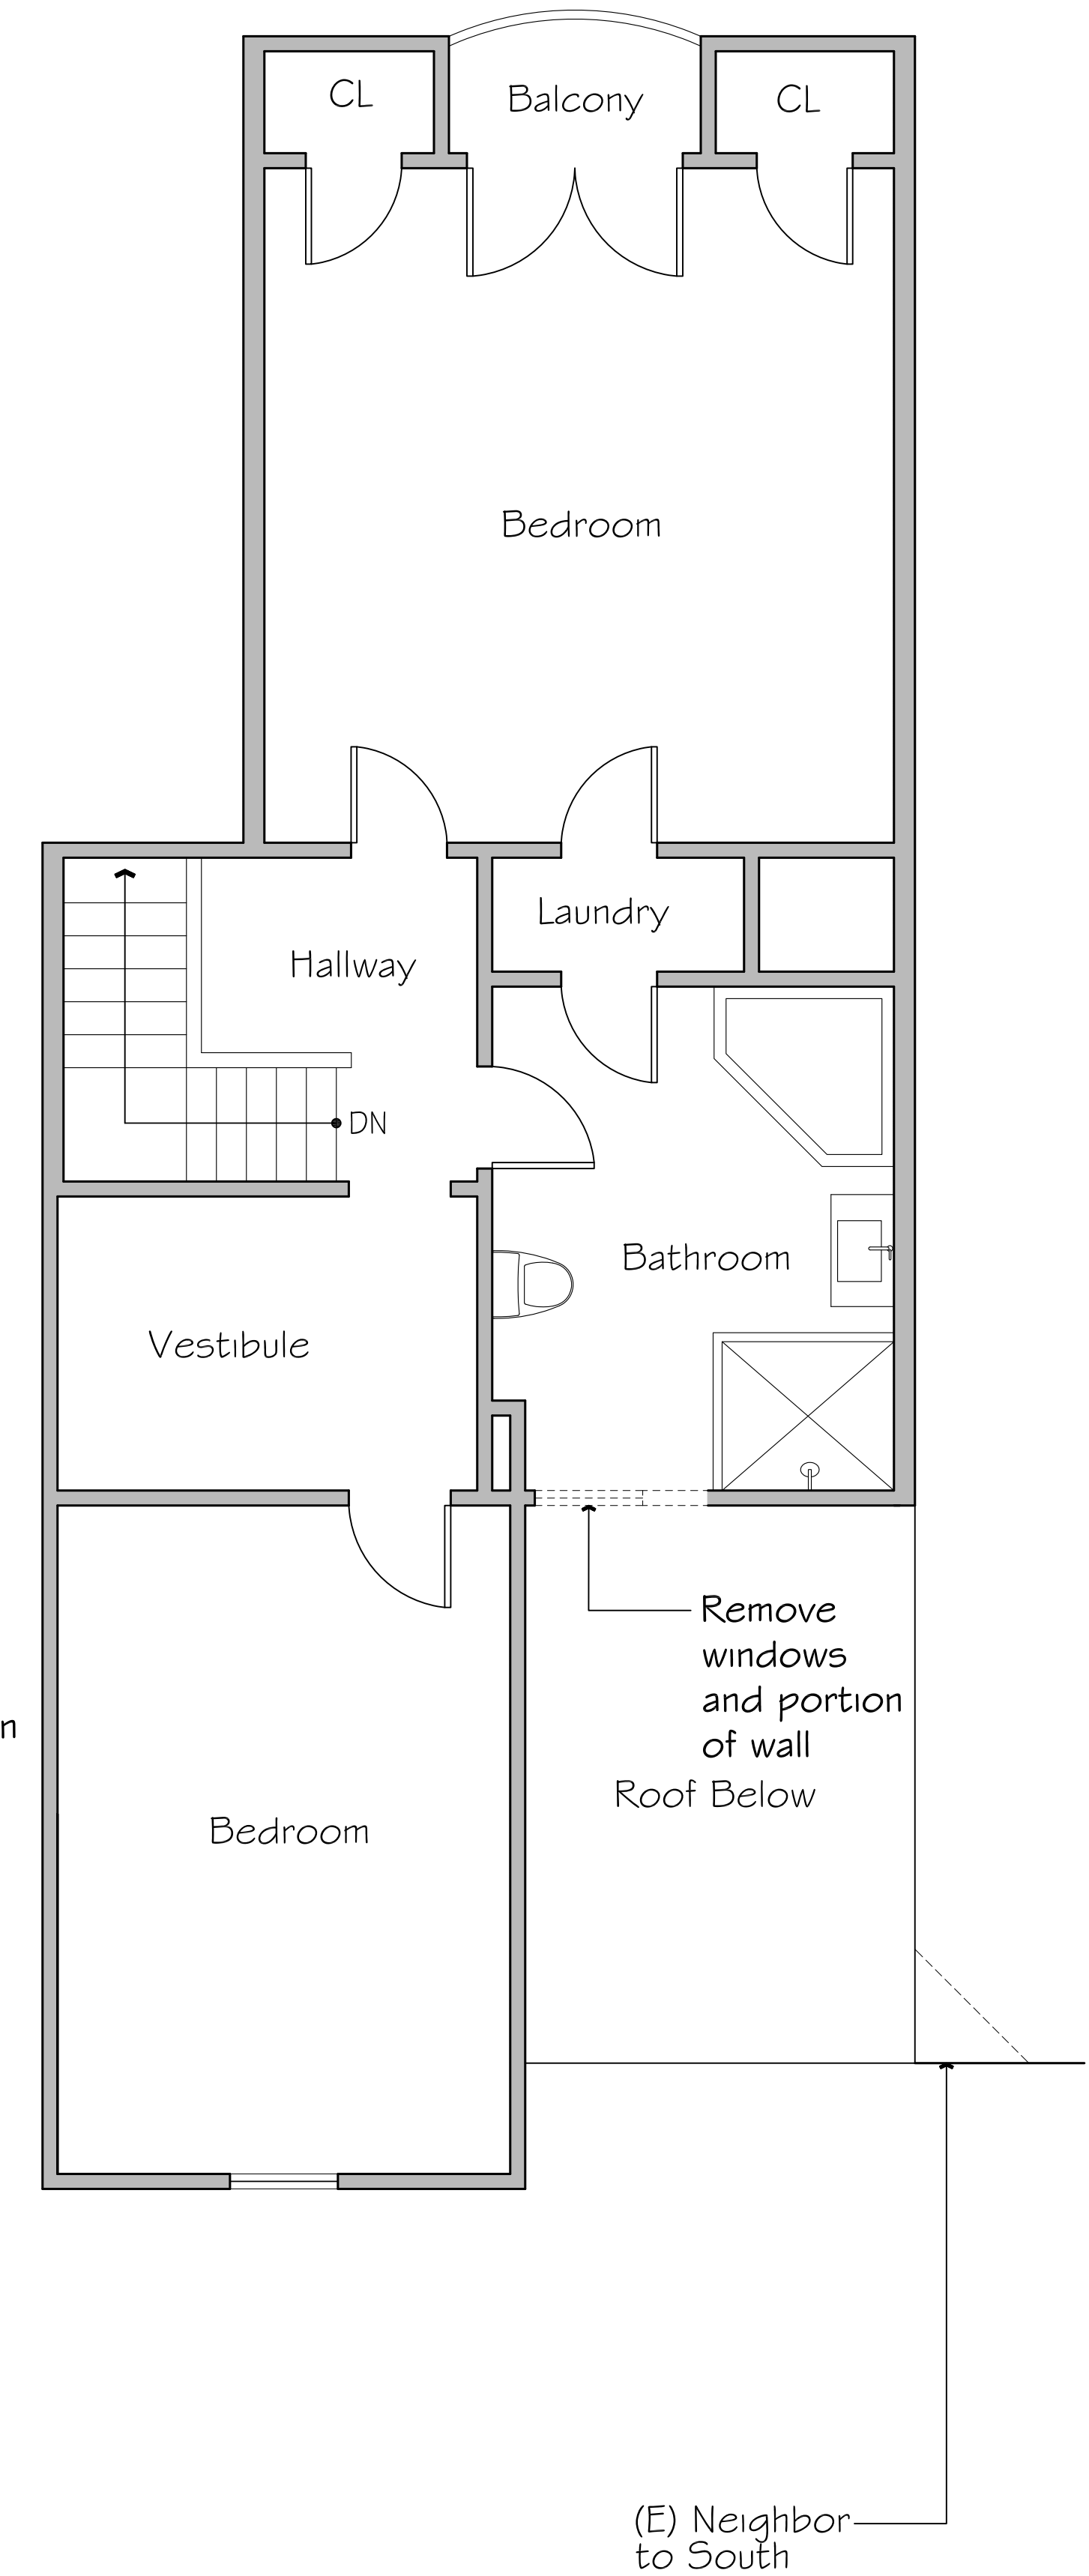 CL
Balcony
CL
Bedroom
Laundry
Hallway
DN
Bathroom
Vestibule
Remove
windows
and portion
of wall
n
Roof Below
Bedroom
(E) Neighbor
to South